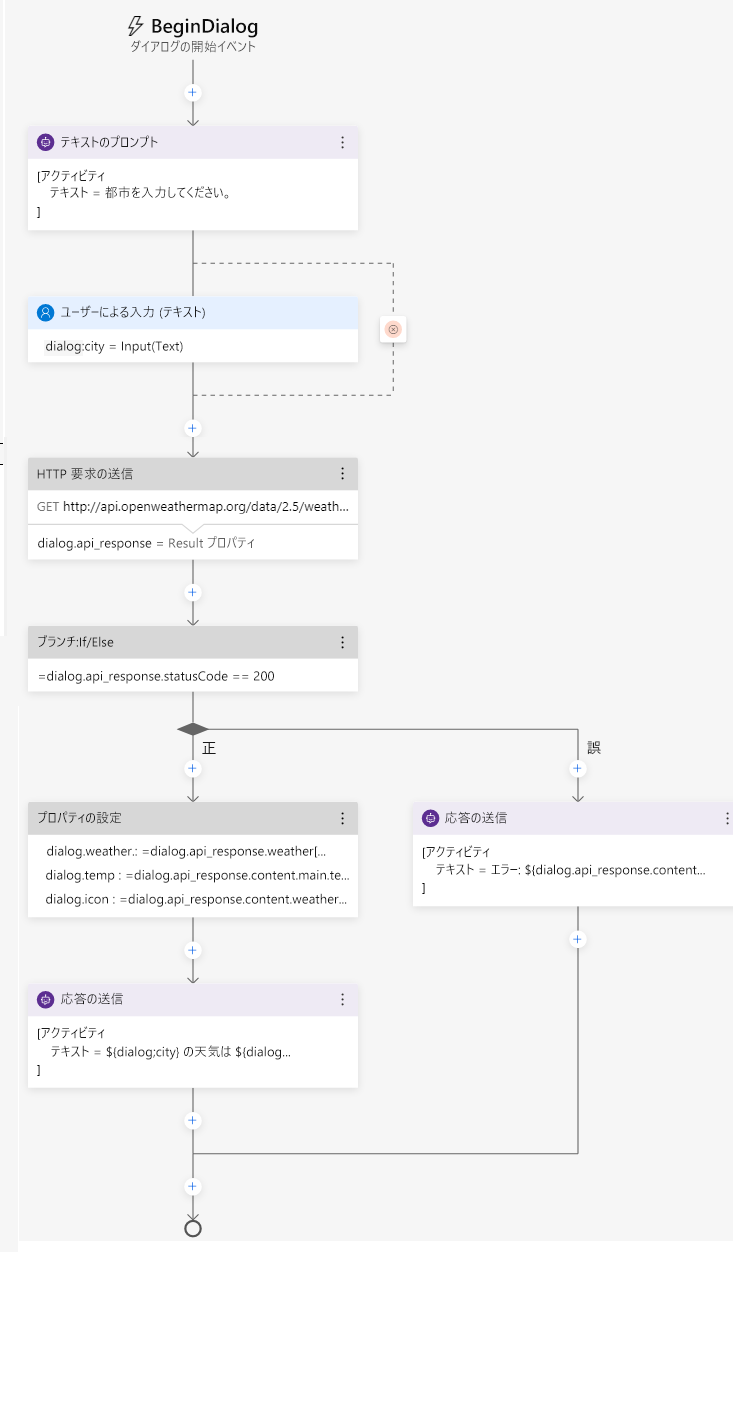 BeginDialog
ダイアログの開始イベント
テキストのプロンプト
[アクティビティ
テキスト = 都市を入力してください。
]
ユーザーによる入力 (テキスト)
dialog:city = Input(Text)
HTTP 要求の送信
GET http://api.openweathermap.org/data/2.5/weath...
dialog.api_response = Result プロパティ
ブランチ:If/Else
=dialog.api_response.statusCode == 200
正
誤
プロパティの設定
dialog.weather.: =dialog.api_response.weather[...
dialog.temp : =dialog.api_response.content.main.te...
dialog.icon : =dialog.api_response.content.weather...
応答の送信
[アクティビティ
テキスト = エラー: ${dialog.api_response.content...
]
応答の送信
[アクティビティ
テキスト = ${dialog;city} の天気は ${dialog...
]